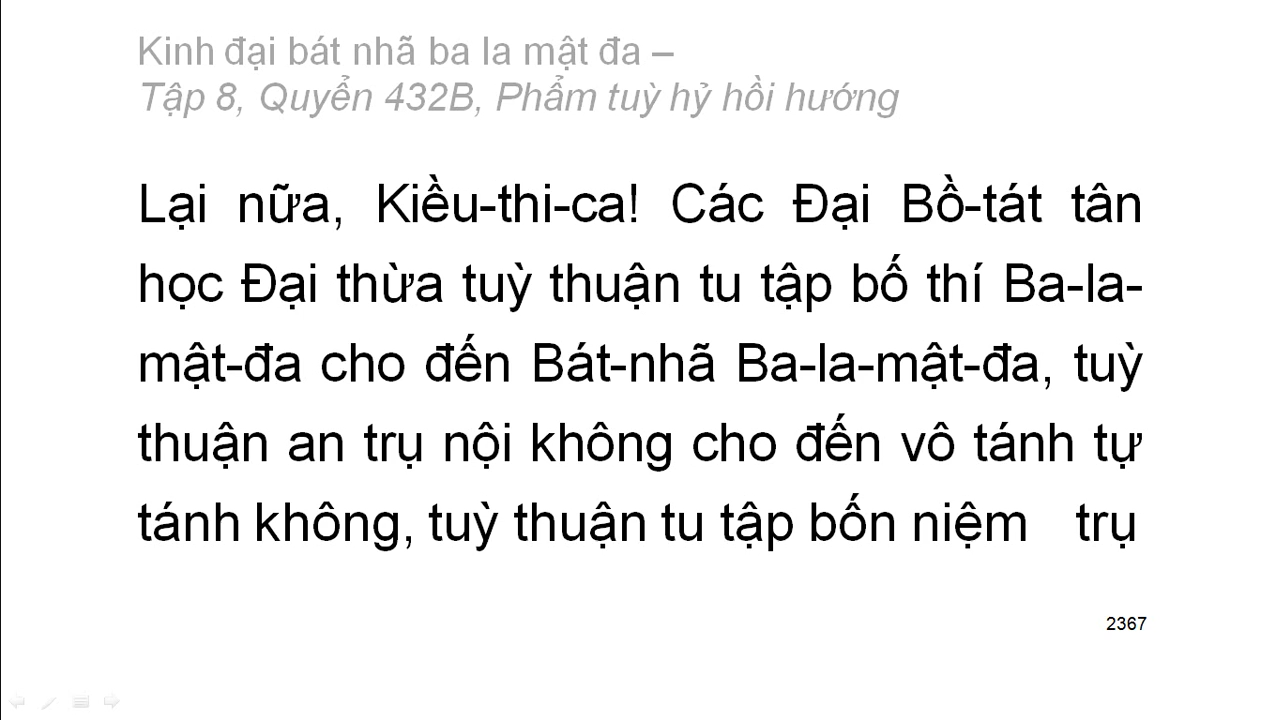 Kinh đại bát nhã ba la mật đa –
Tập 8, Quyển 432B, Phẩm tuỳ hỷ hồi hướng
Lại nữa, Kiều-thi-ca! Các Đại Bồ-tát tân
học Đại thừa tuỳ thuận tu tập bố thí Ba-la-
mật-đa cho đến Bát-nhã Ba-la-mật-đa, tuỳ
thuận an trụ nội không cho đến vô tánh tự
tánh không, tuỳ thuận tu tập bốn niệm trụ
2367